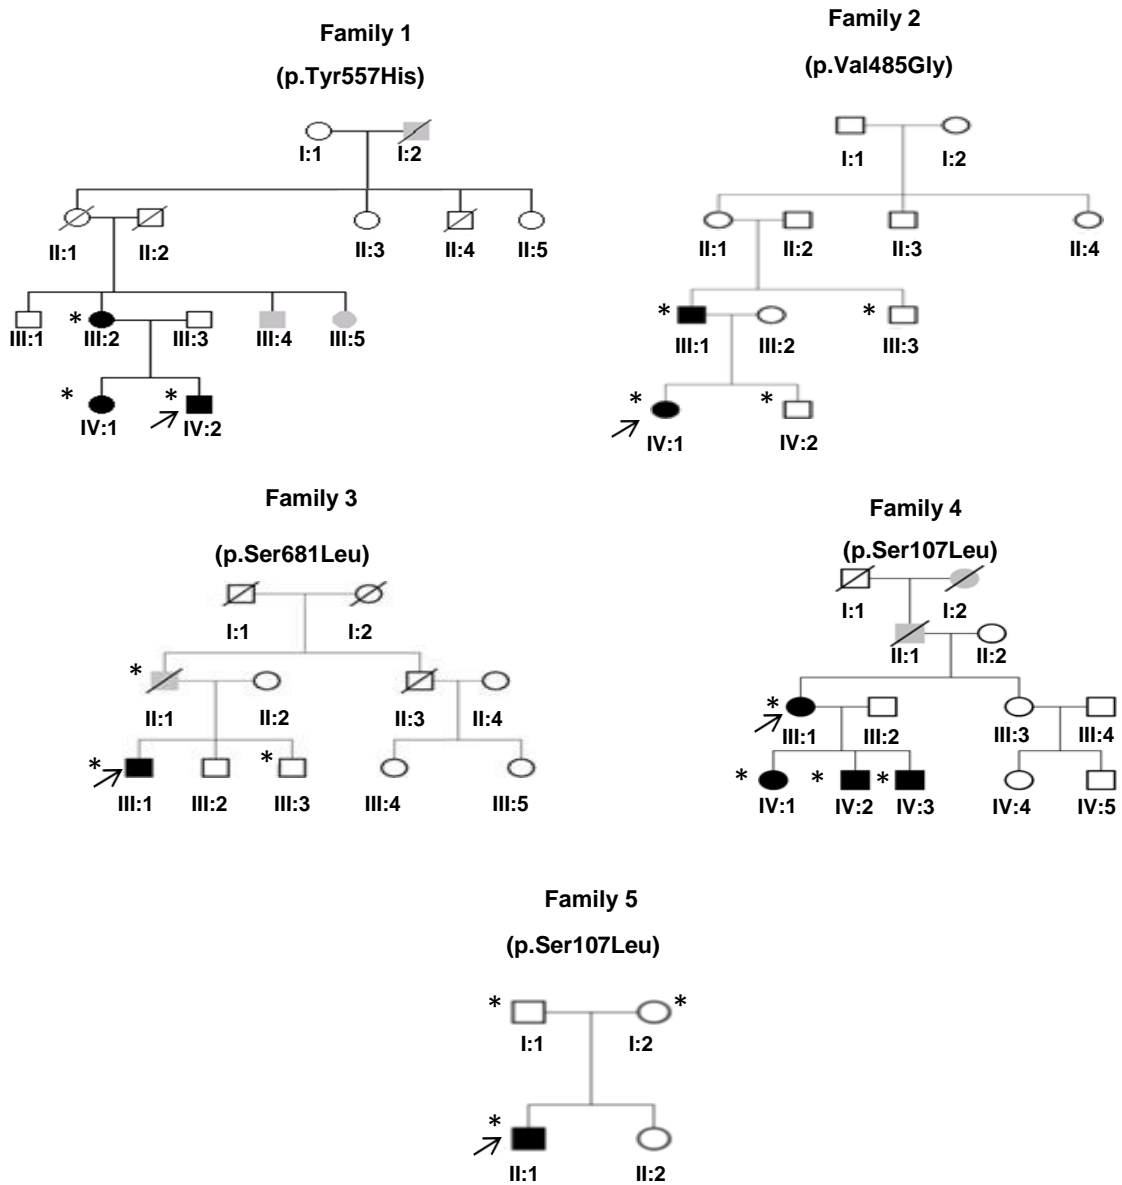 Family 1
(p.Tyr557His)
I:1 I:2
II:1 II:2 II:3 II:4 II:5
* III:1 III:2 III:3 III:4 III:5
* *
IV:1 IV:2
Family 2
(p.Val485Gly)
I:1 I:2
II:1 II:2 II:3 II:4
* *
III:1 III:2 III:3
* *
IV:1 IV:2
Family 3
(p.Ser681Leu)
I:1 I:2
*
II:1 II:2 II:3 II:4
* *
III:1 III:2 III:3 III:4 III:5
Family 4
(p.Ser107Leu)
I:1 I:2
II:1 II:2
*
III:1 III:2 III:3 III:4
* * *
IV:1 IV:2 IV:3 IV:4 IV:5
Family 5
(p.Ser107Leu)
* *
I:1 I:2
*
II:1 II:2